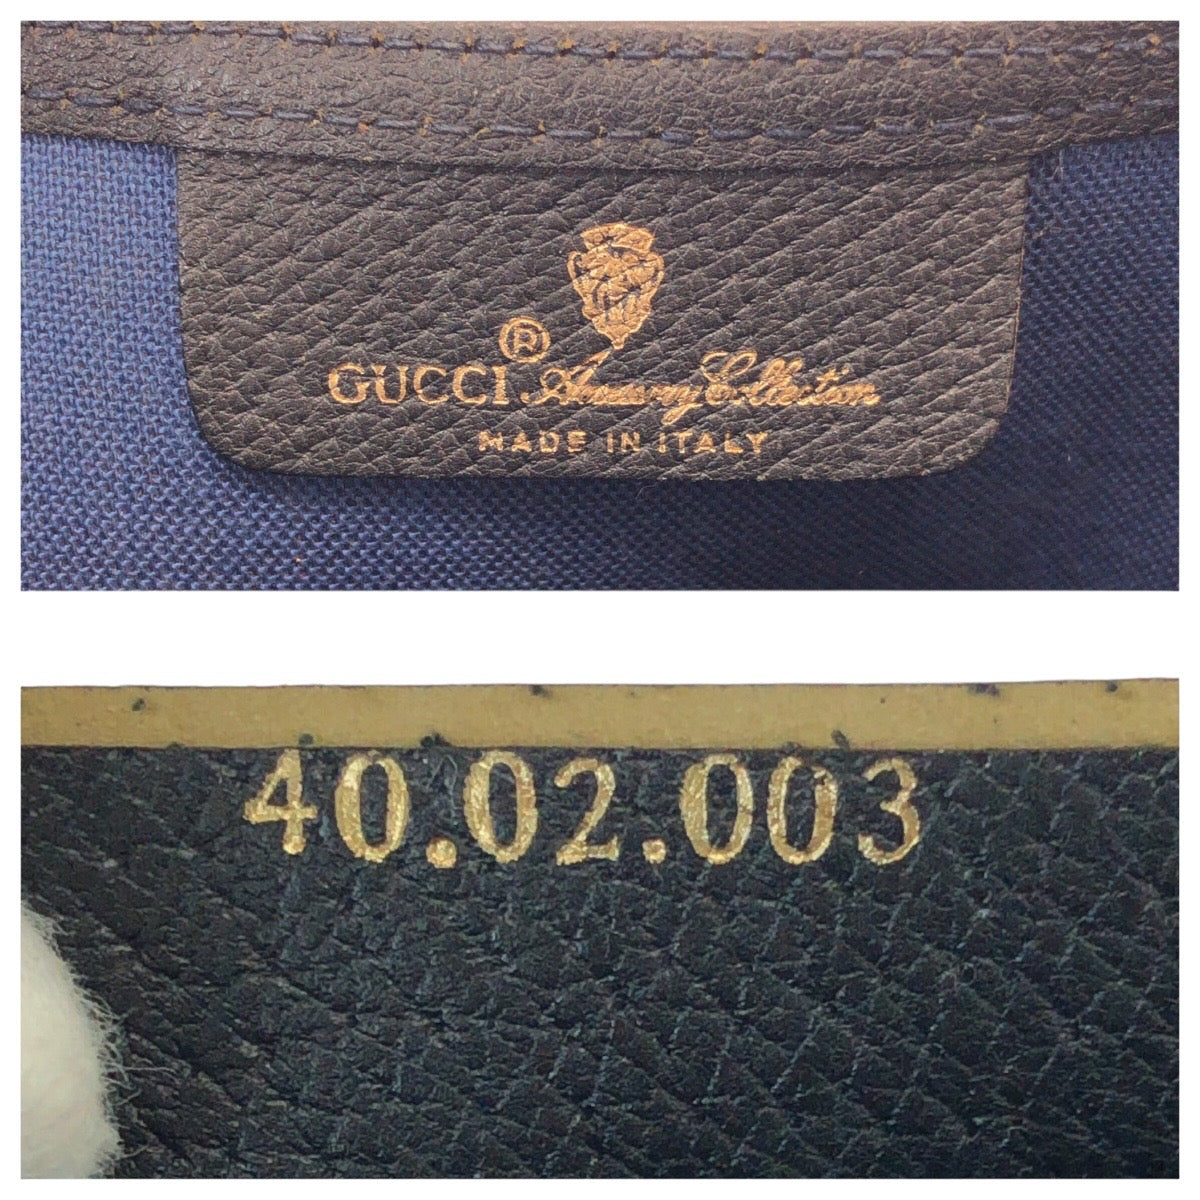 ®
GUCCI Accessory Collection
MADE IN ITALY
40.02.003